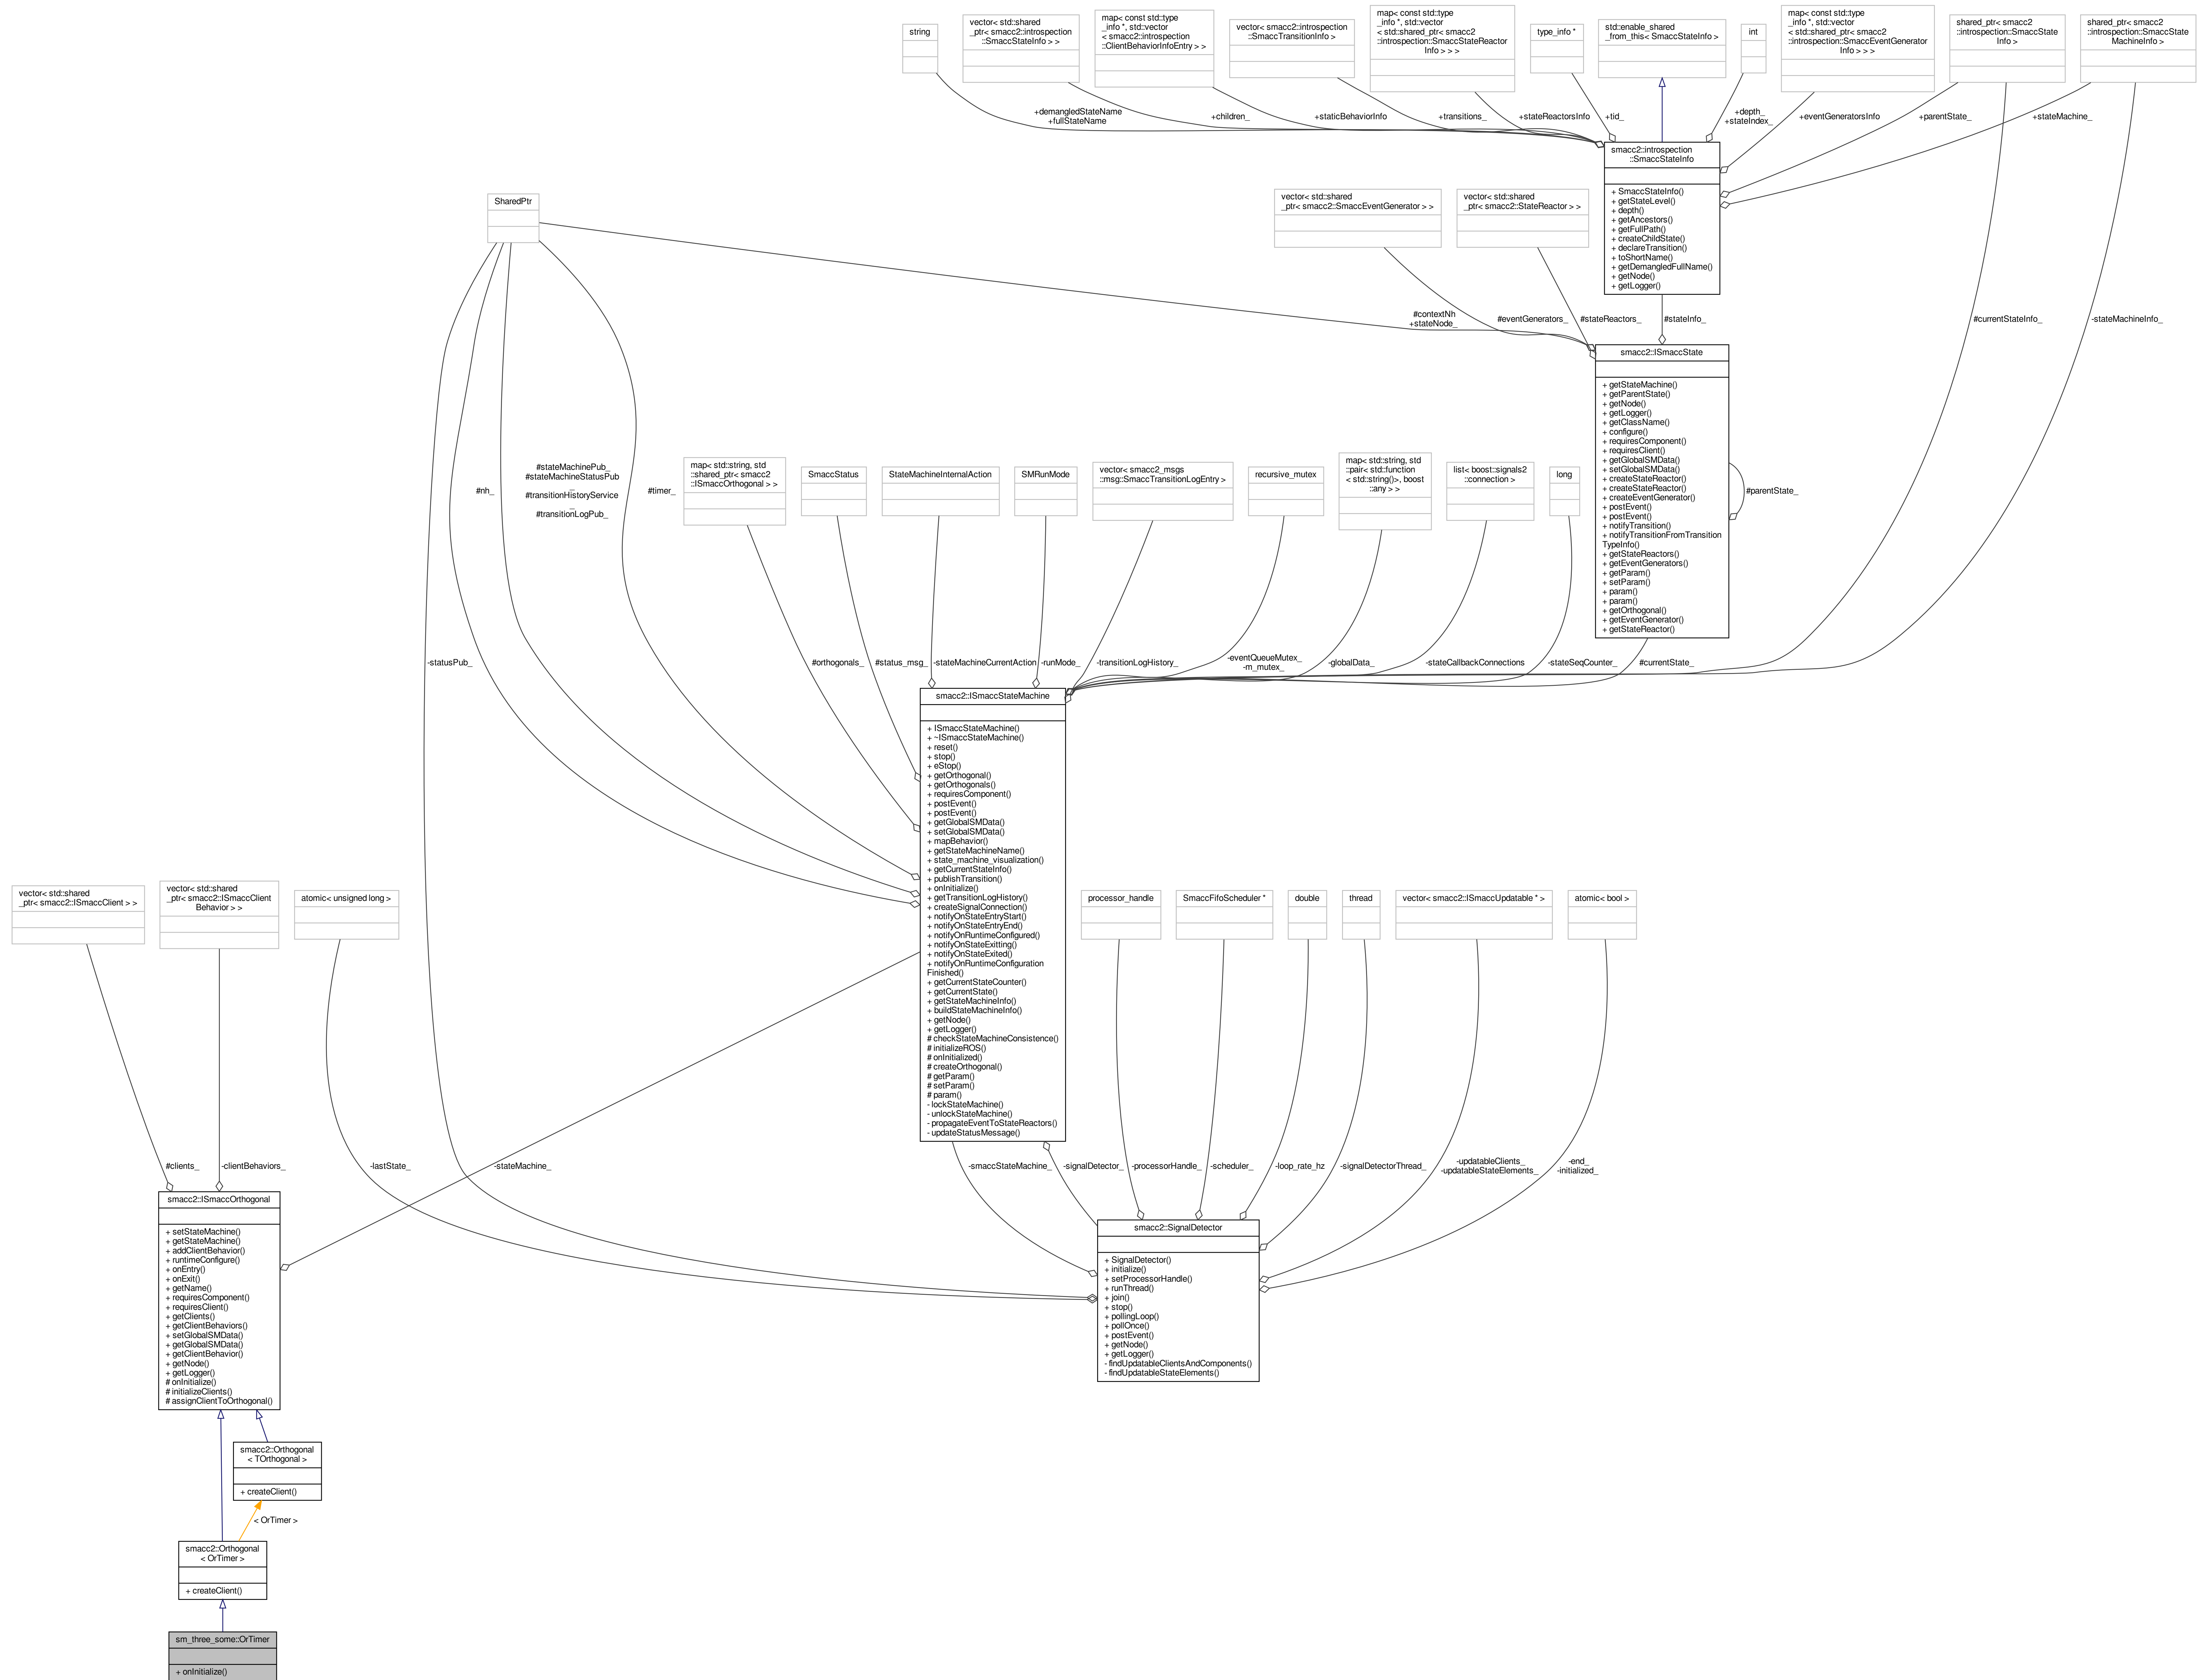 string
vector< std::shared
_ptr< smacc2::introspection
::SmaccStateInfo > >
map< const std::type
_info *, std::vector
< smacc2::introspection
::ClientBehaviorInfoEntry > >
vector< smacc2::introspection
::SmaccTransitionInfo >
map< const std::type
_info *, std::vector
< std::shared_ptr< smacc2
::introspection::SmaccStateReactor
Info > > >
type_info *
std::enable_shared
_from_this< SmaccStateInfo >
int
map< const std::type
_info *, std::vector
< std::shared_ptr< smacc2
::introspection::SmaccEventGenerator
Info > > >
shared_ptr< smacc2
::introspection::SmaccState
Info >
shared_ptr< smacc2
::introspection::SmaccState
MachineInfo >
+demangledStateName
+fullStateName
+children_
+staticBehaviorInfo
+transitions_
+stateReactorsInfo
+tid_
+depth_
+stateIndex_
+eventGeneratorsInfo
+parentState_
+stateMachine_
smacc2::introspection
::SmaccStateInfo
+ SmaccStateInfo()
+ getStateLevel()
+ depth()
+ getAncestors()
+ getFullPath()
+ createChildState()
+ declareTransition()
+ toShortName()
+ getDemangledFullName()
+ getNode()
+ getLogger()
SharedPtr
vector< std::shared
_ptr< smacc2::SmaccEventGenerator > >
vector< std::shared
_ptr< smacc2::StateReactor > >
#contextNh
+stateNode_
#eventGenerators_
#stateReactors_
#stateInfo_
#currentStateInfo_
-stateMachineInfo_
smacc2::ISmaccState
+ getStateMachine()
+ getParentState()
+ getNode()
+ getLogger()
+ getClassName()
+ configure()
+ requiresComponent()
+ requiresClient()
+ getGlobalSMData()
+ setGlobalSMData()
+ createStateReactor()
+ createStateReactor()
+ createEventGenerator()
+ postEvent()
+ postEvent()
+ notifyTransition()
+ notifyTransitionFromTransition
TypeInfo()
+ getStateReactors()
+ getEventGenerators()
+ getParam()
+ setParam()
+ param()
+ param()
+ getOrthogonal()
+ getEventGenerator()
+ getStateReactor()
#parentState_
#nh_
#stateMachinePub_
#stateMachineStatusPub
_
#transitionHistoryService
_
#transitionLogPub_
#timer_
map< std::string, std
::shared_ptr< smacc2
::ISmaccOrthogonal > >
SmaccStatus
StateMachineInternalAction
SMRunMode
vector< smacc2_msgs
::msg::SmaccTransitionLogEntry >
recursive_mutex
map< std::string, std
::pair< std::function
< std::string()>, boost
::any > >
list< boost::signals2
::connection >
long
-statusPub_
#orthogonals_
#status_msg_
-stateMachineCurrentAction
-runMode_
-transitionLogHistory_
-eventQueueMutex_
-m_mutex_
-globalData_
-stateCallbackConnections
-stateSeqCounter_
#currentState_
smacc2::ISmaccStateMachine
+ ISmaccStateMachine()
+ ~ISmaccStateMachine()
+ reset()
+ stop()
+ eStop()
+ getOrthogonal()
+ getOrthogonals()
+ requiresComponent()
+ postEvent()
+ postEvent()
+ getGlobalSMData()
+ setGlobalSMData()
+ mapBehavior()
+ getStateMachineName()
+ state_machine_visualization()
+ getCurrentStateInfo()
+ publishTransition()
+ onInitialize()
+ getTransitionLogHistory()
+ createSignalConnection()
+ notifyOnStateEntryStart()
+ notifyOnStateEntryEnd()
+ notifyOnRuntimeConfigured()
+ notifyOnStateExitting()
+ notifyOnStateExited()
+ notifyOnRuntimeConfiguration
Finished()
+ getCurrentStateCounter()
+ getCurrentState()
+ getStateMachineInfo()
+ buildStateMachineInfo()
+ getNode()
+ getLogger()
# checkStateMachineConsistence()
# initializeROS()
# onInitialized()
# createOrthogonal()
# getParam()
# setParam()
# param()
- lockStateMachine()
- unlockStateMachine()
- propagateEventToStateReactors()
- updateStatusMessage()
vector< std::shared
_ptr< smacc2::ISmaccClient > >
vector< std::shared
_ptr< smacc2::ISmaccClient
Behavior > >
atomic< unsigned long >
processor_handle
SmaccFifoScheduler *
double
thread
vector< smacc2::ISmaccUpdatable * >
atomic< bool >
#clients_
-clientBehaviors_
-lastState_
-stateMachine_
-smaccStateMachine_
-signalDetector_
-processorHandle_
-scheduler_
-loop_rate_hz
-signalDetectorThread_
-updatableClients_
-updatableStateElements_
-end_
-initialized_
smacc2::ISmaccOrthogonal
+ setStateMachine()
+ getStateMachine()
+ addClientBehavior()
+ runtimeConfigure()
+ onEntry()
+ onExit()
+ getName()
+ requiresComponent()
+ requiresClient()
+ getClients()
+ getClientBehaviors()
+ setGlobalSMData()
+ getGlobalSMData()
+ getClientBehavior()
+ getNode()
+ getLogger()
# onInitialize()
# initializeClients()
# assignClientToOrthogonal()
smacc2::SignalDetector
+ SignalDetector()
+ initialize()
+ setProcessorHandle()
+ runThread()
+ join()
+ stop()
+ pollingLoop()
+ pollOnce()
+ postEvent()
+ getNode()
+ getLogger()
- findUpdatableClientsAndComponents()
- findUpdatableStateElements()
smacc2::Orthogonal
< TOrthogonal >
+ createClient()
< OrTimer >
smacc2::Orthogonal
< OrTimer >
+ createClient()
sm_three_some::OrTimer
+ onInitialize()